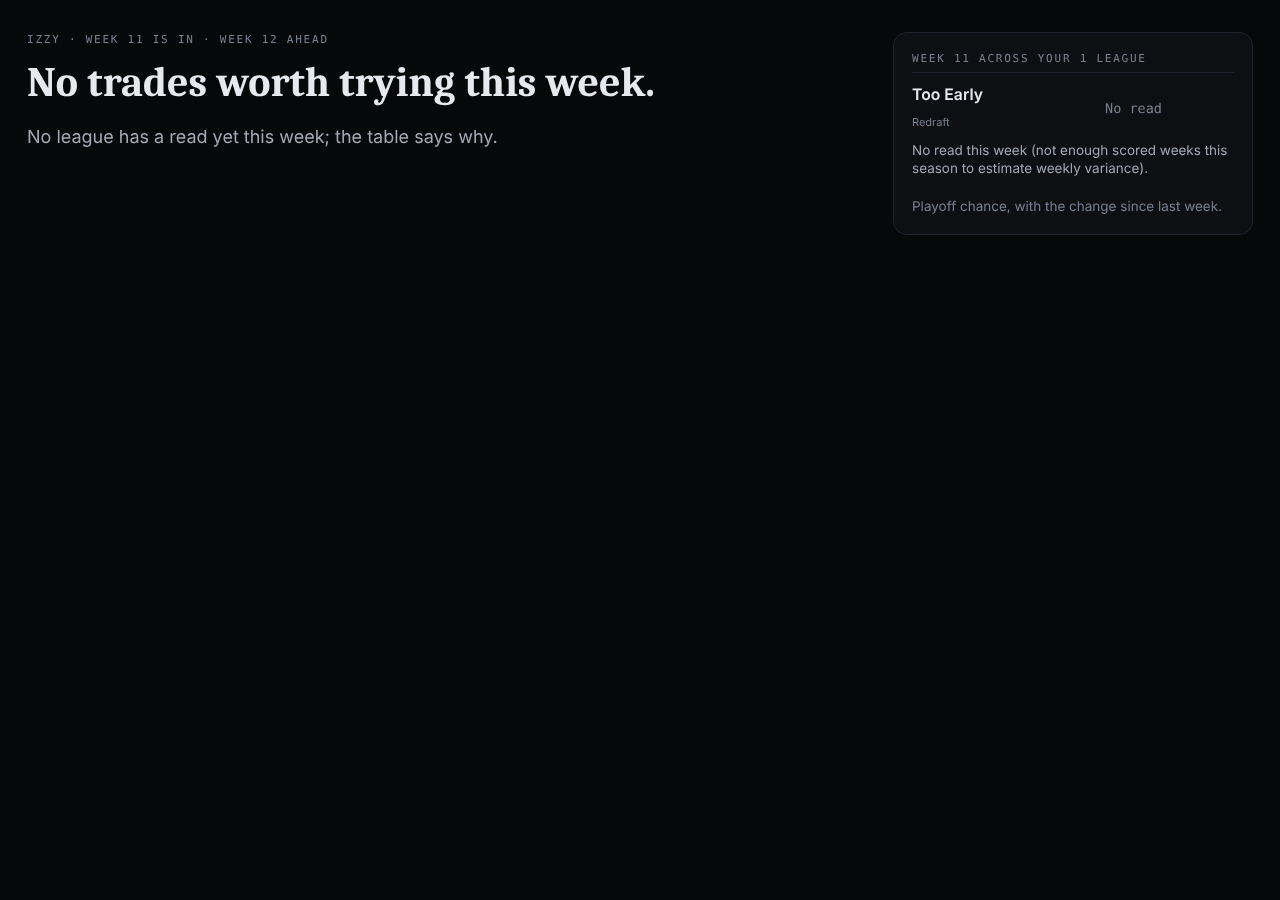 IZZY · WEEK 11 IS IN · WEEK 12 AHEAD
No trades worth trying this week.
No league has a read yet this week; the table says why.
WEEK 11 ACROSS YOUR 1 LEAGUE
Too Early
No read
Redraft
No read this week (not enough scored weeks this
season to estimate weekly variance).
Playoff chance, with the change since last week.